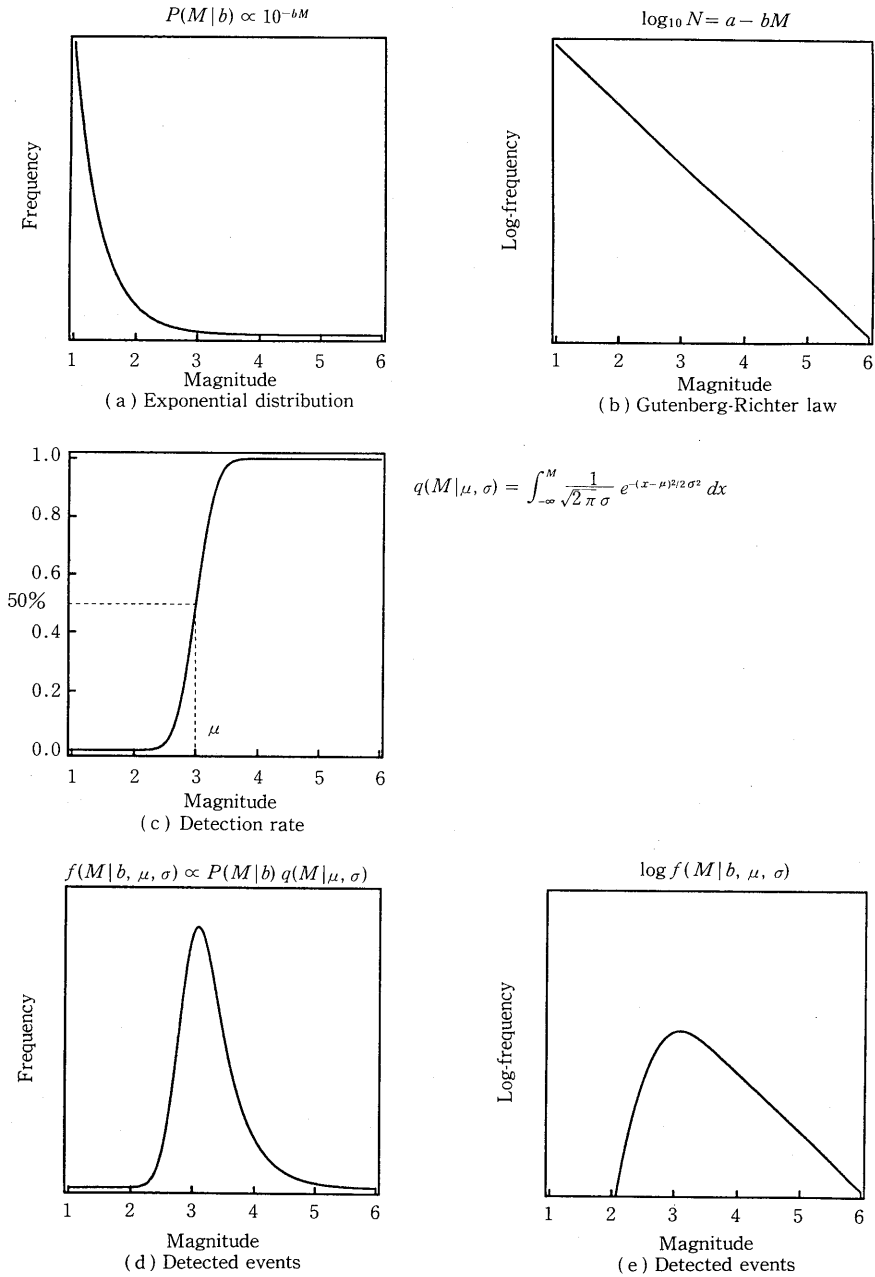 P(M|b) ∝ 10^{-bM}
Frequency
1 2 3 4 5 6
Magnitude
(a) Exponential distribution
log₁₀ N = a − bM
Log-frequency
1 2 3 4 5 6
Magnitude
(b) Gutenberg-Richter law
1.0
0.8
0.6
50%
0.4
0.2
0.0
μ
1 2 3 4 5 6
Magnitude
(c) Detection rate
q(M|μ, σ) = ∫_{-∞}^{M} \frac{1}{\sqrt{2π}σ} e^{-(x-μ)²/2σ²} dx
f(M|b, μ, σ) ∝ P(M|b) q(M|μ, σ)
Frequency
1 2 3 4 5 6
Magnitude
(d) Detected events
log f(M|b, μ, σ)
Log-frequency
1 2 3 4 5 6
Magnitude
(e) Detected events